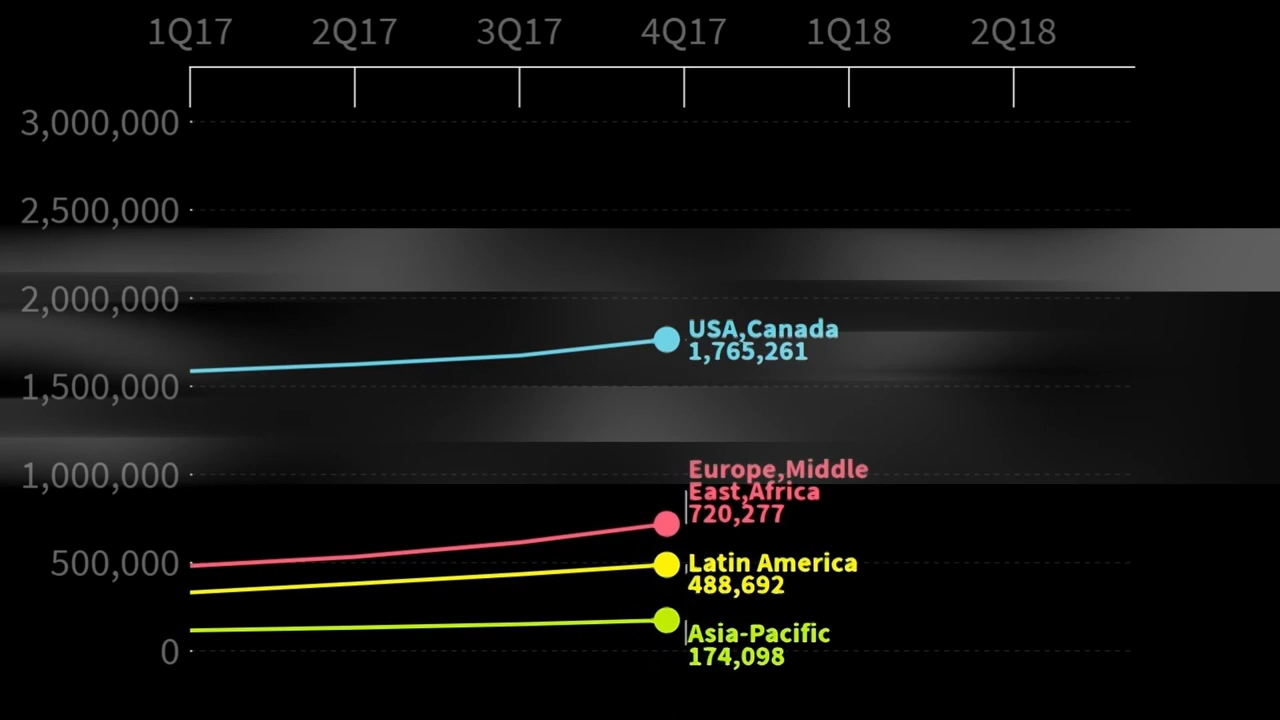 1Q17 2Q17 3Q17 4Q17 1Q18 2Q18
3,000,000
2,500,000
2,000,000
USA,Canada
1,765,261
1,500,000
Europe,Middle
1,000,000
East,Africa
720,277
500,000
Latin America
488,692
Asia-Pacific
0
174,098